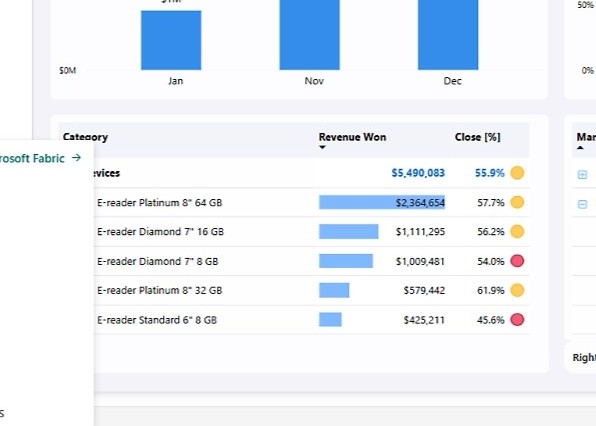 $1M
$0M
Jan Nov Dec
50%
0%
Category Revenue Won Close [%]
rosoft Fabric →
evices $5,490,083 55.9%
E-reader Platinum 8" 64 GB $2,364,654 57.7%
E-reader Diamond 7" 16 GB $1,111,295 56.2%
E-reader Diamond 7" 8 GB $1,009,481 54.0%
E-reader Platinum 8" 32 GB $579,442 61.9%
E-reader Standard 6" 8 GB $425,211 45.6%
Mar
Right
s